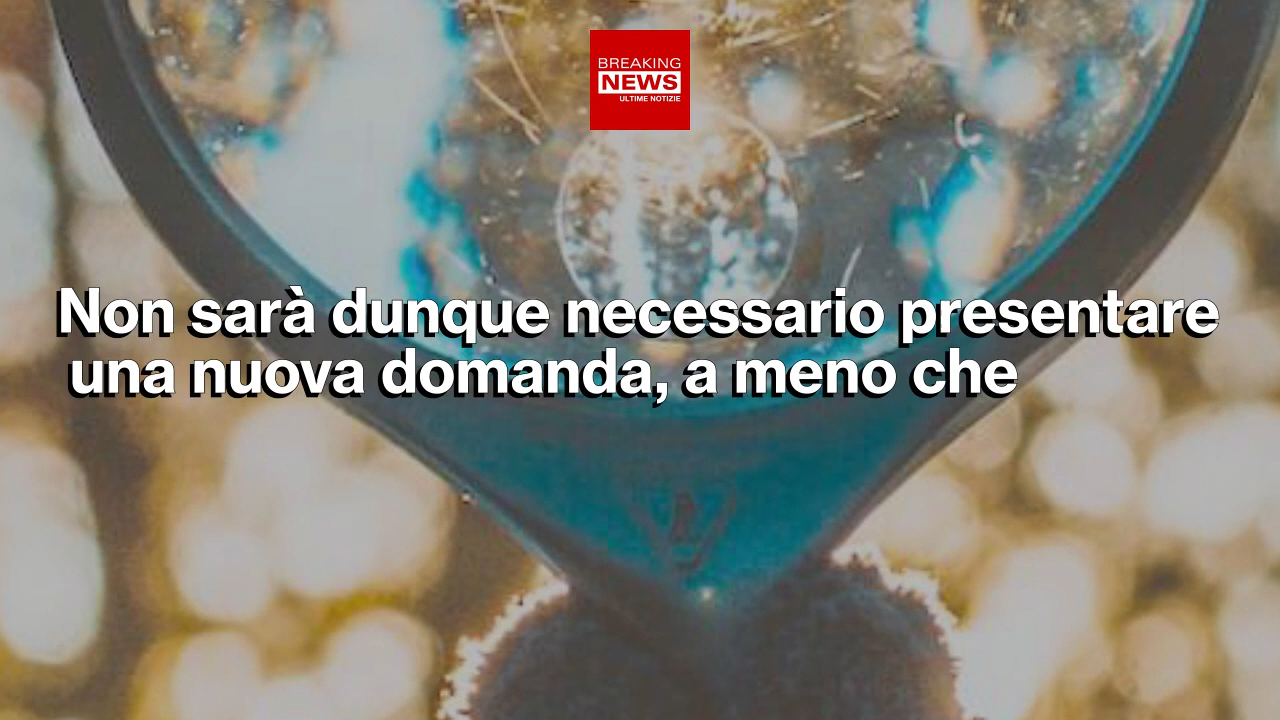 BREAKING
NEWS
ULTIME NOTIZIE
Non sarà dunque necessario presentare
una nuova domanda, a meno che